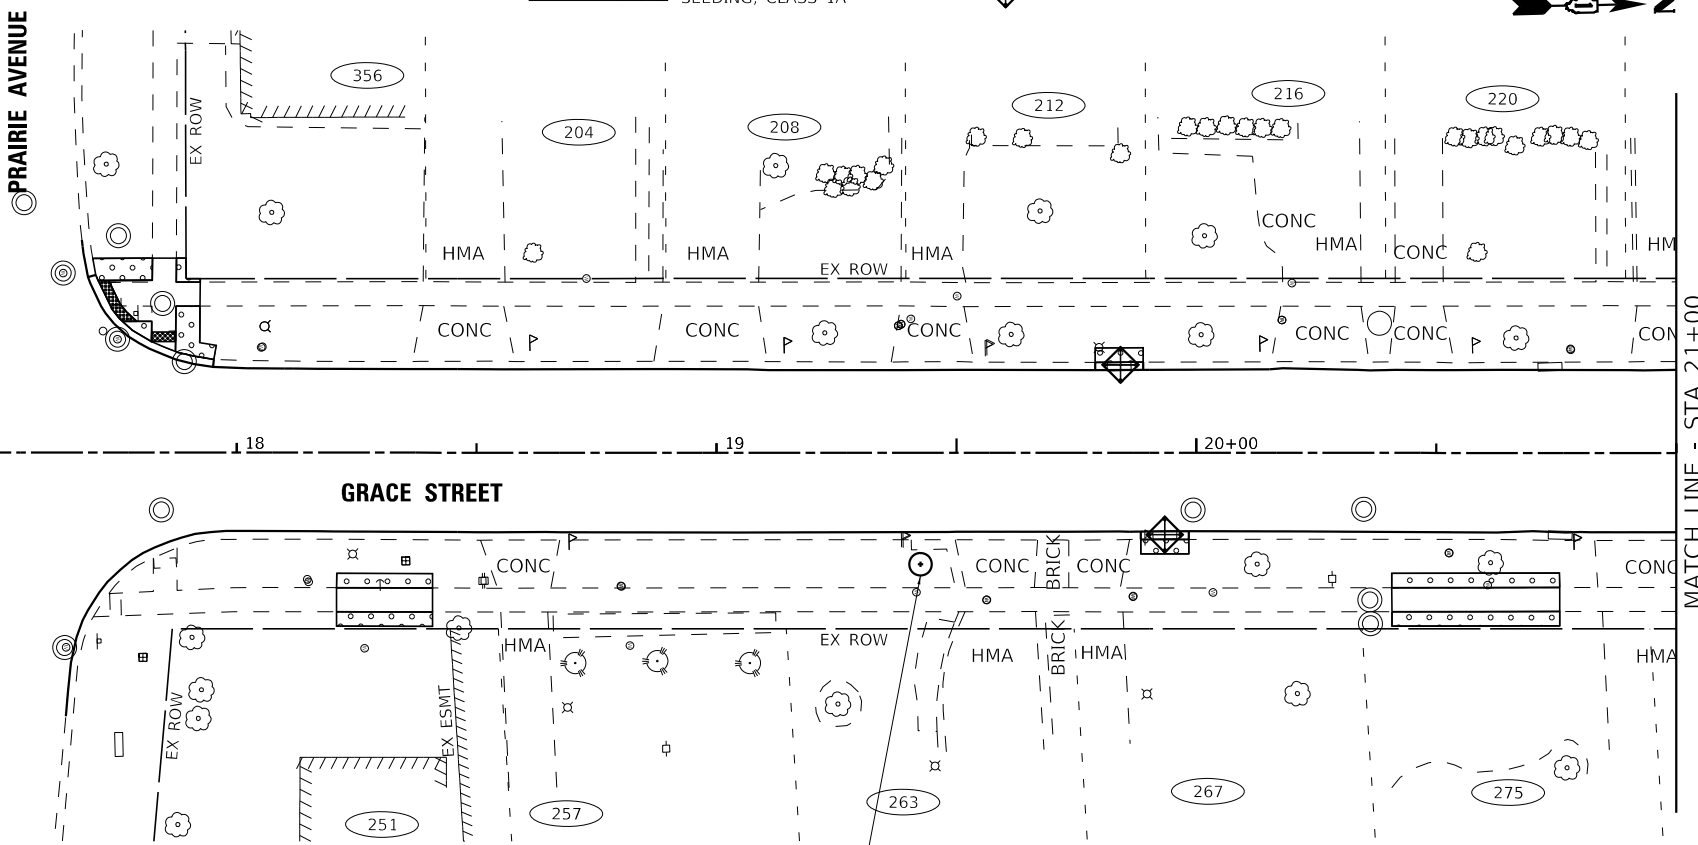 SEEDING, CLASS 1A
PRAIRIE AVENUE
EX ROW
356
204
208
212
216
220
HMA
HMA
HMA
CONC
HMA
CONC
HM
EX ROW
CONC
CONC
CONC
CONC
CONC
CON
18
19
20+00
MATCH LINE - STA 21+00
GRACE STREET
CONC
CONC
BRICK
CONC
CONC
HMA
EX ROW
HMA
BRICK
HMA
HMA
EX ROW
EX ESMT
251
257
263
267
275